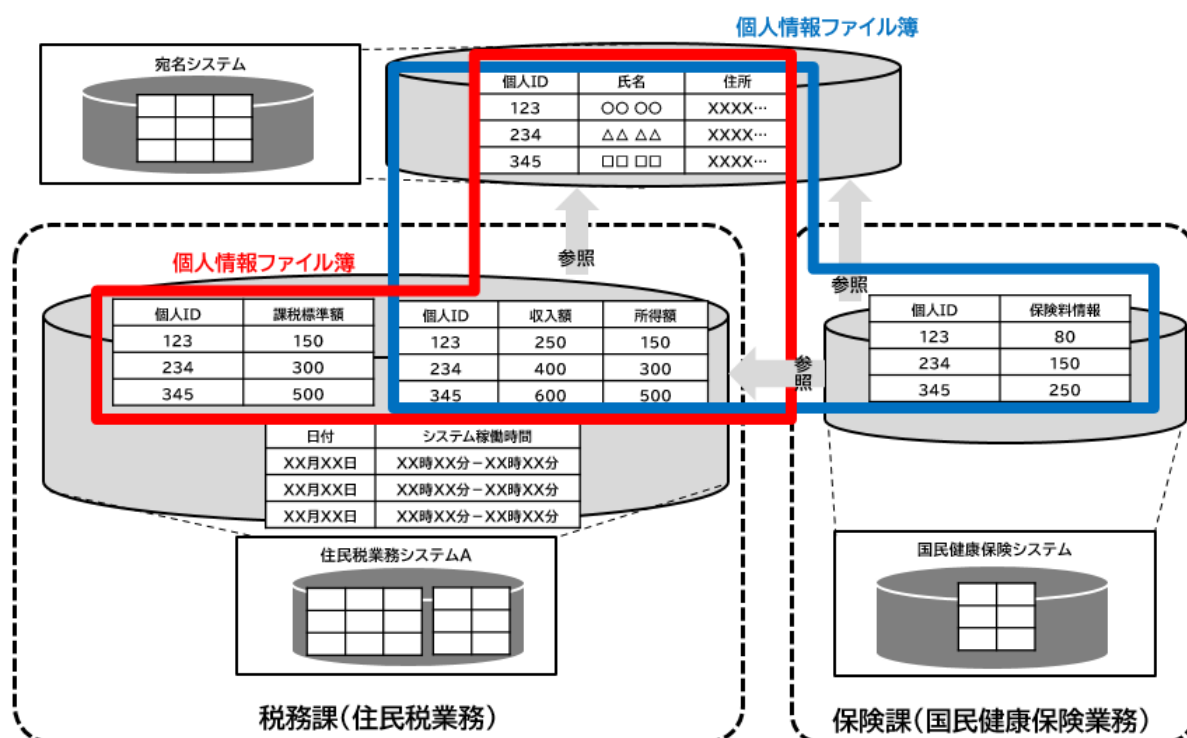 個人情報ファイル簿
宛名システム
個人ID 氏名 住所
123 〇〇 〇〇 XXXX…
234 △△ △△ XXXX…
345 □□ □□ XXXX…
参照
参照
個人情報ファイル簿
個人ID 課税標準額
123 150
234 300
345 500
個人ID 収入額 所得額
123 250 150
234 400 300
345 600 500
参照
個人ID 保険料情報
123 80
234 150
345 250
日付 システム稼働時間
XX月XX日 XX時XX分-XX時XX分
XX月XX日 XX時XX分-XX時XX分
XX月XX日 XX時XX分-XX時XX分
住民税業務システムA
国民健康保険システム
税務課(住民税業務)
保険課(国民健康保険業務)